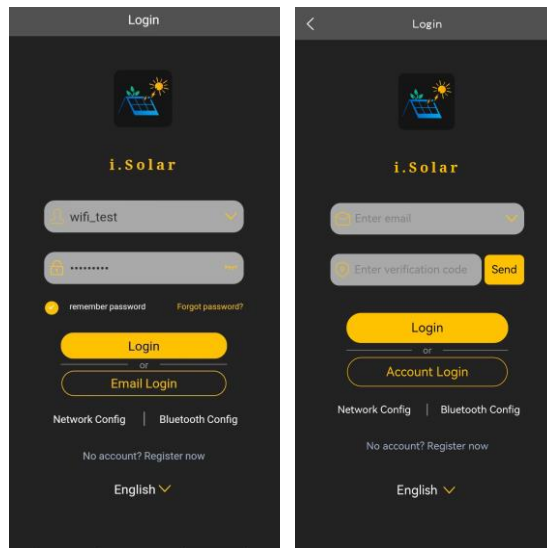 Login
i.Solar
wifi_test
•••••••••
remember password Forgot password?
Login
or
Email Login
Network Config | Bluetooth Config
No account? Register now
English
Login
i.Solar
Enter email
Enter verification code Send
Login
or
Account Login
Network Config | Bluetooth Config
No account? Register now
English